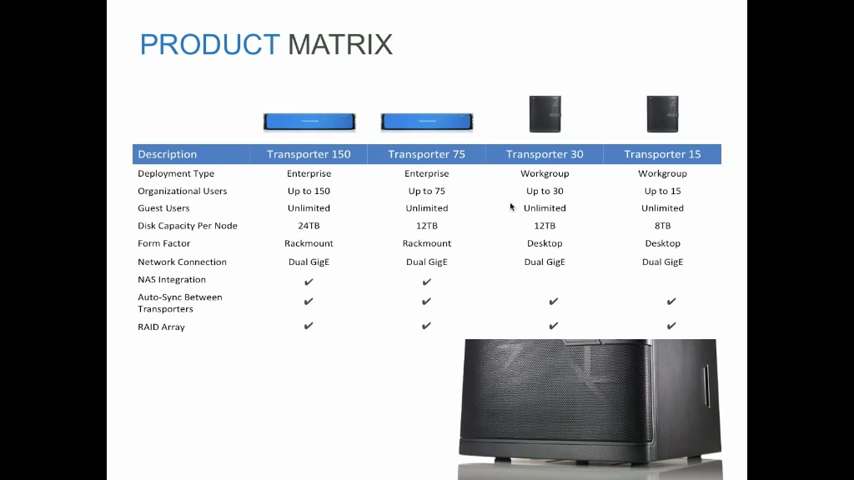 PRODUCT MATRIX
Description Transporter 150 Transporter 75 Transporter 30 Transporter 15
Deployment Type Enterprise Enterprise Workgroup Workgroup
Organizational Users Up to 150 Up to 75 Up to 30 Up to 15
Guest Users Unlimited Unlimited Unlimited Unlimited
Disk Capacity Per Node 24TB 12TB 12TB 8TB
Form Factor Rackmount Rackmount Desktop Desktop
Network Connection Dual GigE Dual GigE Dual GigE Dual GigE
NAS Integration ✔ ✔
Auto-Sync Between
Transporters ✔ ✔ ✔ ✔
RAID Array ✔ ✔ ✔ ✔